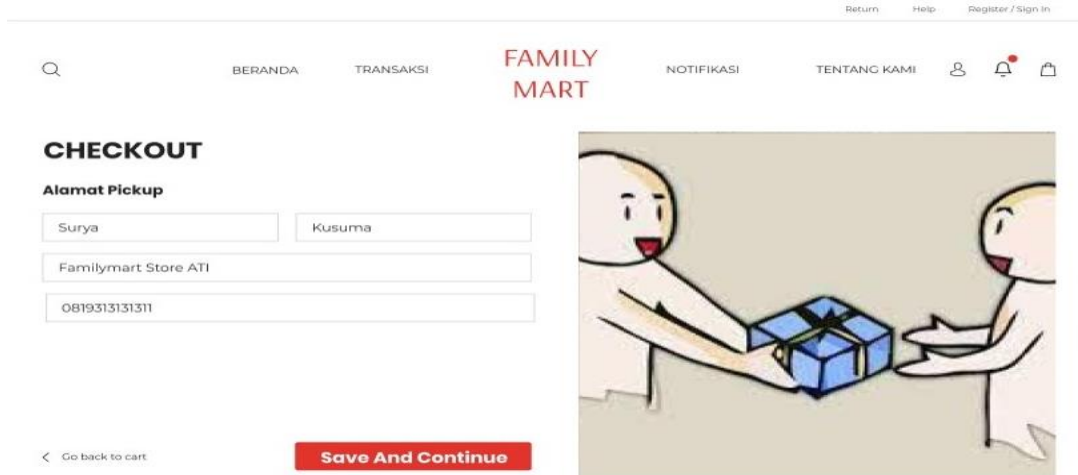 Return Help Register / Sign In
BERANDA TRANSAKSI FAMILY MART NOTIFIKASI TENTANG KAMI
CHECKOUT
Alamat Pickup
Surya Kusuma
Familymart Store ATI
0819313131311
Go back to cart Save And Continue